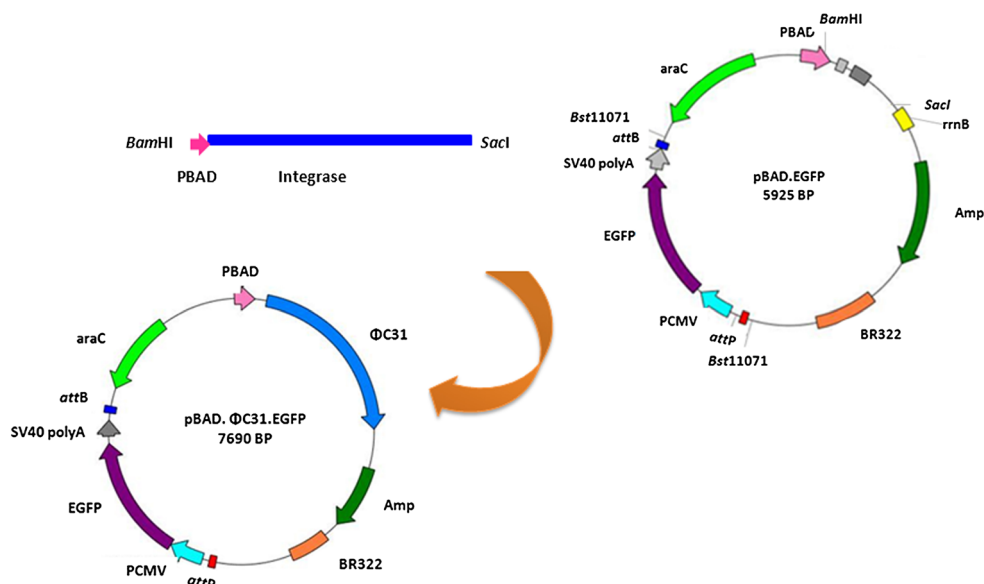 BamHI
SacI
PBAD
Integrase
PBAD
BamHI
araC
SacI
rrnB
Bst11071
attB
SV40 polyA
pBAD.EGFP
5925 BP
Amp
EGFP
PCMV
attP
Bst11071
BR322
PBAD
ΦC31
araC
attB
SV40 polyA
pBAD. ΦC31.EGFP
7690 BP
EGFP
Amp
PCMV
attP
BR322